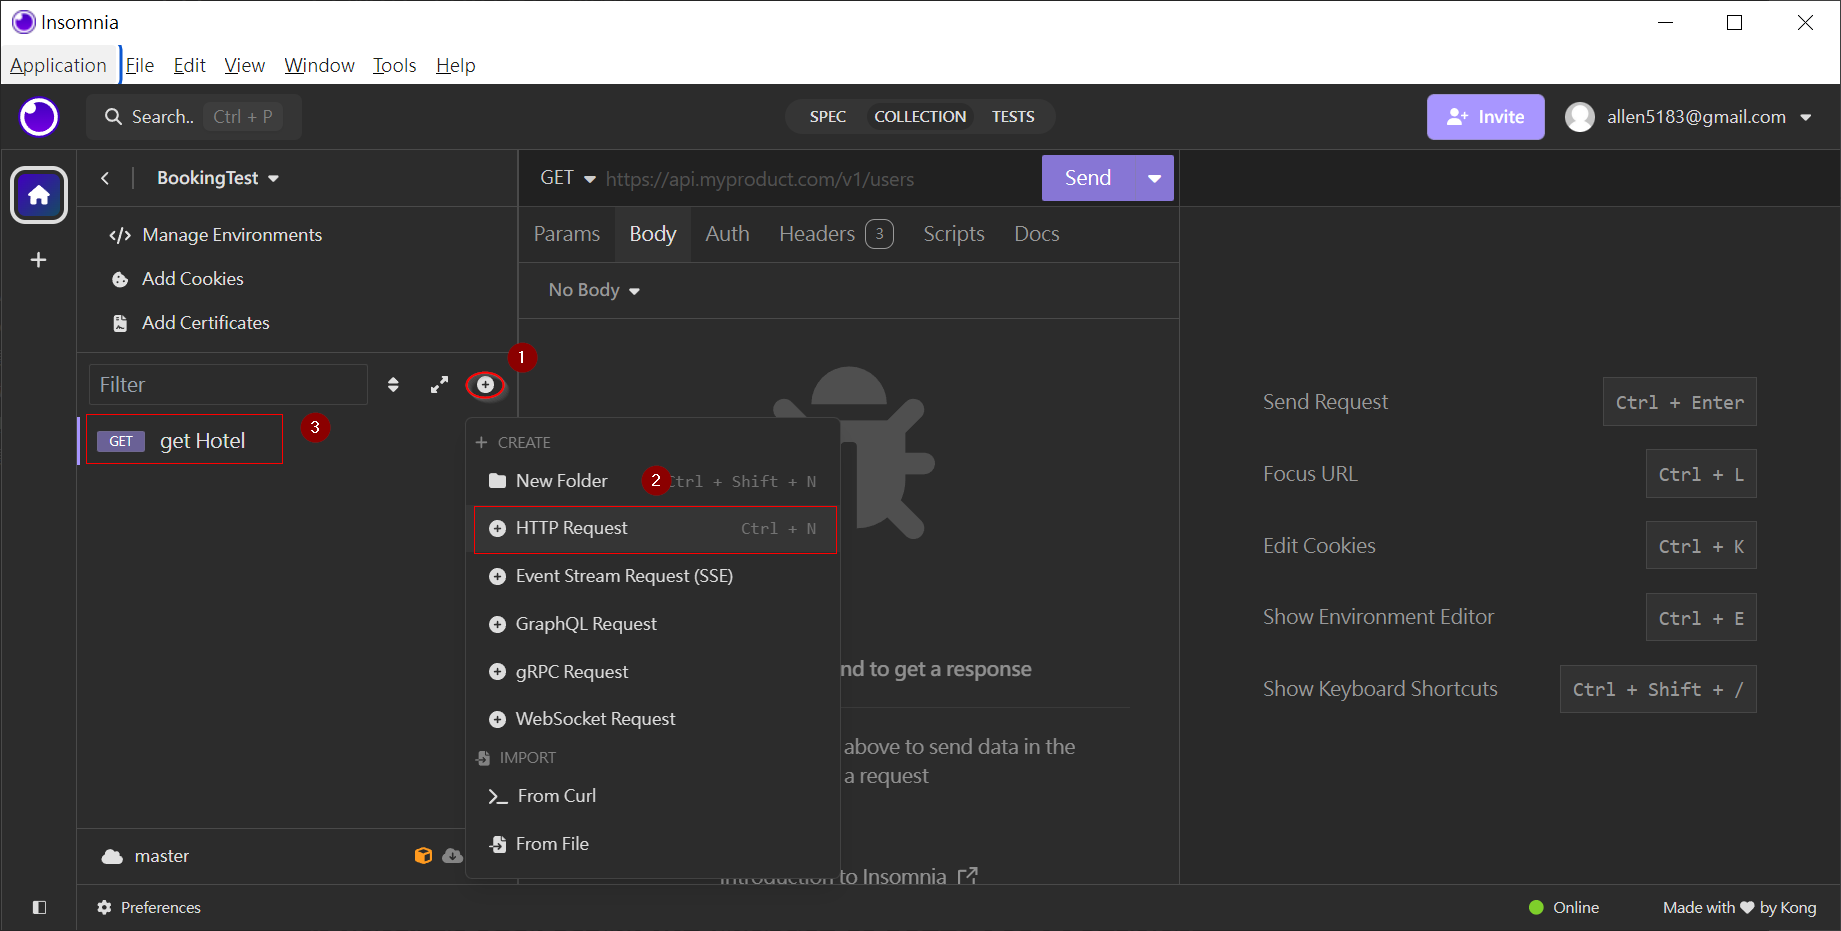 Insomnia
Application File Edit View Window Tools Help
Search.. Ctrl + P
SPEC COLLECTION TESTS
Invite
allen5183@gmail.com
BookingTest
GET https://api.myproduct.com/v1/users
Send
Manage Environments
Add Cookies
Add Certificates
Params Body Auth Headers 3 Scripts Docs
No Body
1
Filter
GET get Hotel
3
CREATE
New Folder 2 Ctrl + Shift + N
HTTP Request Ctrl + N
Event Stream Request (SSE)
GraphQL Request
gRPC Request
WebSocket Request
IMPORT
From Curl
From File
nd to get a response
above to send data in the
a request
Introduction to Insomnia
Send Request Ctrl + Enter
Focus URL Ctrl + L
Edit Cookies Ctrl + K
Show Environment Editor Ctrl + E
Show Keyboard Shortcuts Ctrl + Shift + /
master
Preferences
Online
Made with ♥ by Kong